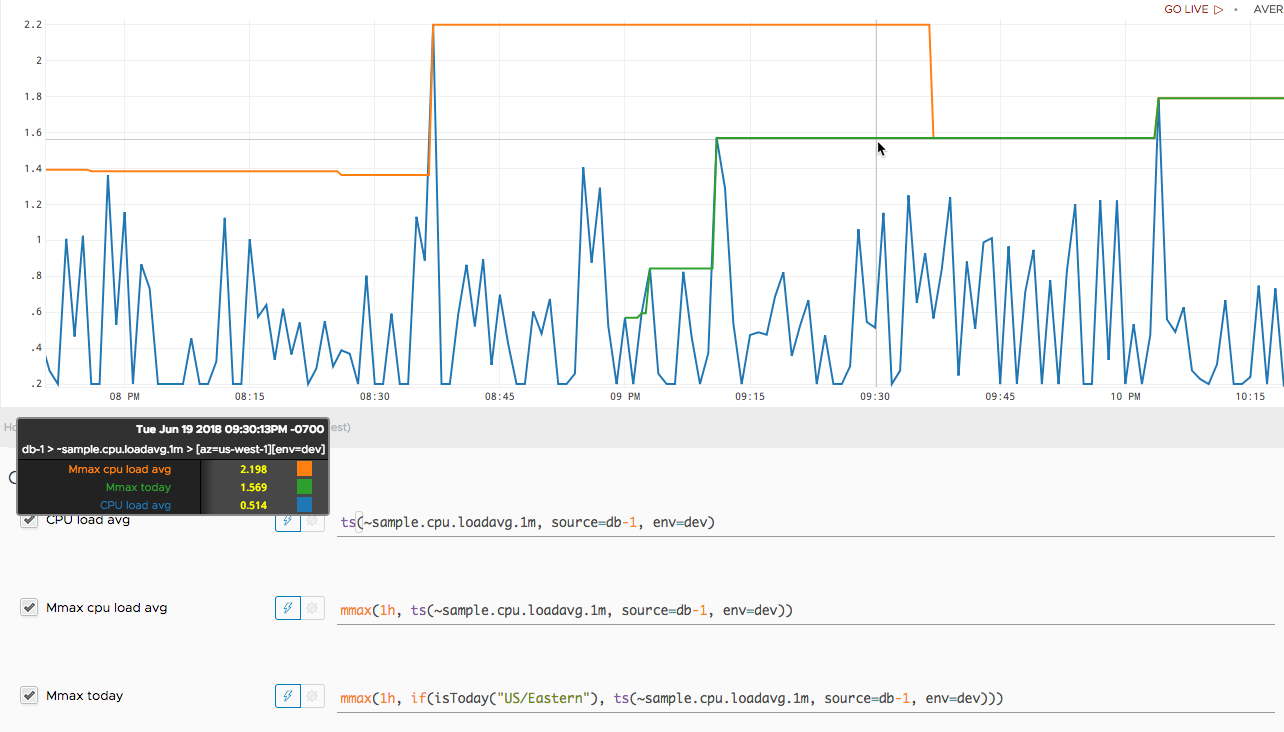 GO LIVE ▷ • AVER
2.2
2
1.8
1.6
1.4
1.2
1
.8
.6
.4
.2
08 PM 08:15 08:30 08:45 09 PM 09:15 09:30 09:45 10 PM 10:15
Ho
est)
Tue Jun 19 2018 09:30:13PM -0700
db-1 > ~sample.cpu.loadavg.1m > [az=us-west-1][env=dev]
Mmax cpu load avg 2.198
Mmax today 1.569
CPU load avg 0.514
CPU load avg ts(~sample.cpu.loadavg.1m, source=db-1, env=dev)
Mmax cpu load avg mmax(1h, ts(~sample.cpu.loadavg.1m, source=db-1, env=dev))
Mmax today mmax(1h, if(isToday("US/Eastern"), ts(~sample.cpu.loadavg.1m, source=db-1, env=dev)))